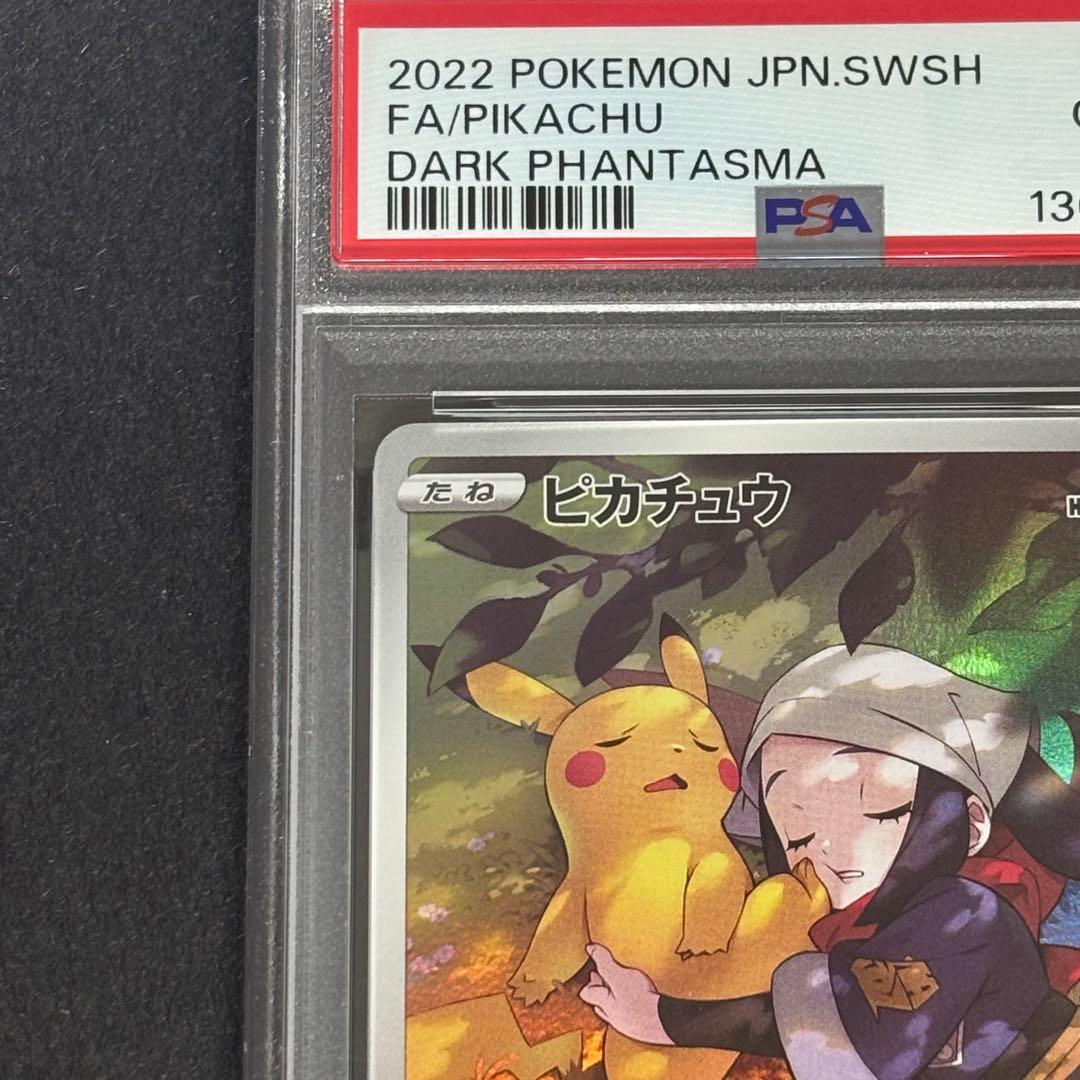 2022 POKEMON JPN.SWSH
FA/PIKACHU
DARK PHANTASMA
PSA
たね ピカチュウ